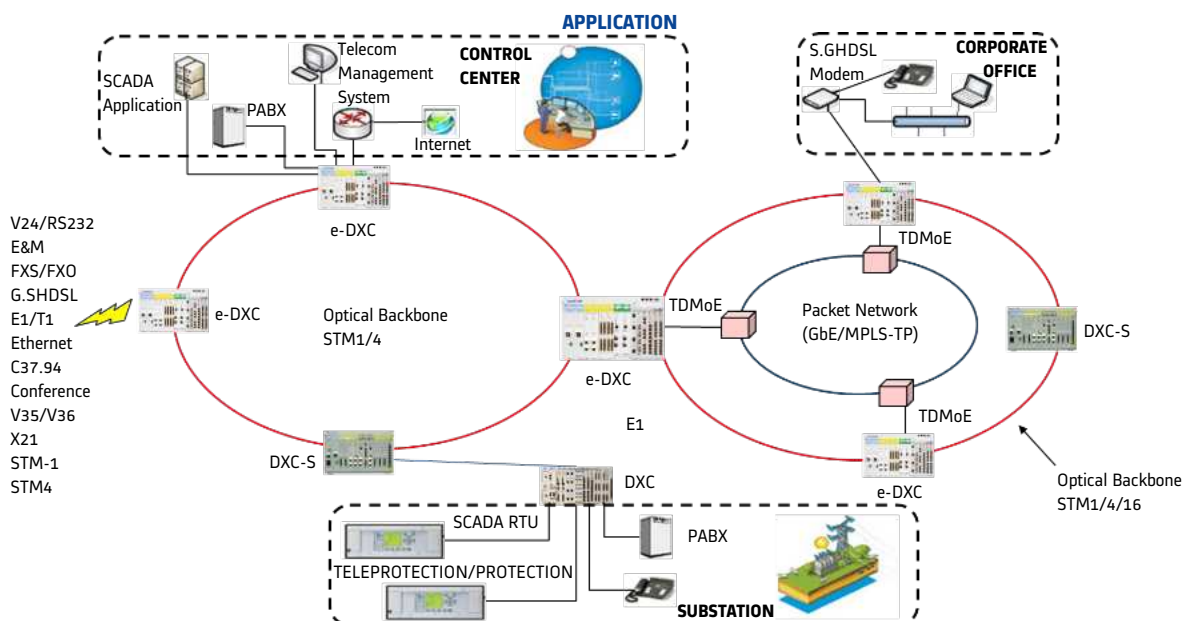 APPLICATION
SCADA
Application
PABX
Telecom
Management
System
Internet
CONTROL
CENTER
S.GHDSL
Modem
CORPORATE
OFFICE
e-DXC
V24/RS232
E&M
FXS/FXO
G.SHDSL
E1/T1
Ethernet
C37.94
Conference
V35/V36
X21
STM-1
STM4
e-DXC
Optical Backbone
STM1/4
e-DXC
TDMoE
TDMoE
Packet Network
(GbE/MPLS-TP)
DXC-S
TDMoE
e-DXC
E1
DXC-S
DXC
Optical Backbone
STM1/4/16
SCADA RTU
TELEPROTECTION/PROTECTION
PABX
SUBSTATION